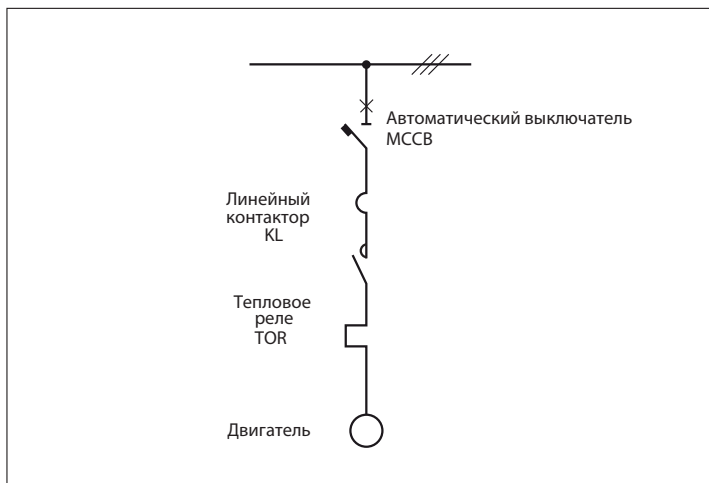 Автоматический выключатель
MCCB
Линейный
контактор
KL
Тепловое
реле
TOR
Двигатель